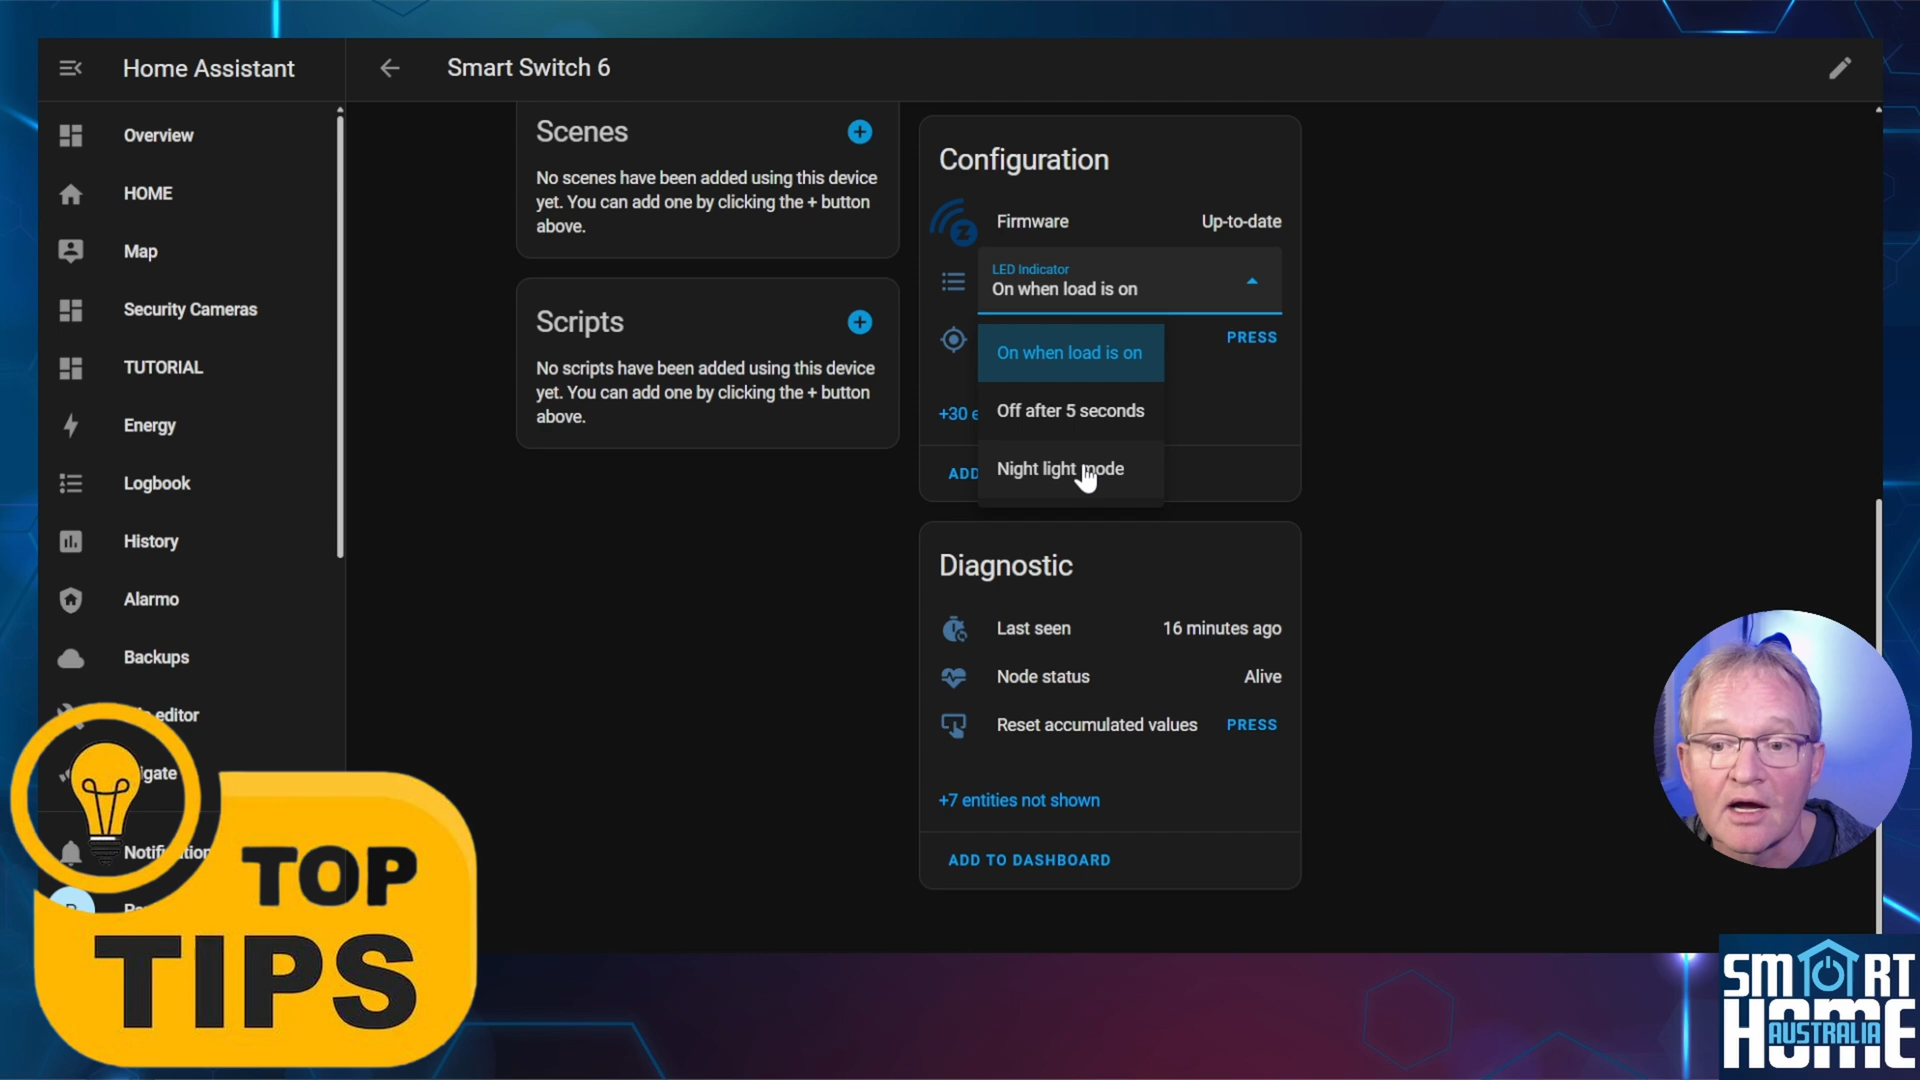 Home Assistant
Smart Switch 6
Overview
HOME
Map
Security Cameras
TUTORIAL
Energy
Logbook
History
Alarmo
Backups
editor
igate
Scenes
No scenes have been added using this device
yet. You can add one by clicking the + button
above.
Scripts
No scripts have been added using this device
yet. You can add one by clicking the + button
above.
Configuration
Firmware
Up-to-date
LED Indicator
On when load is on
PRESS
On when load is on
Off after 5 seconds
Night light mode
+30 e
ADD
Diagnostic
Last seen
16 minutes ago
Node status
Alive
Reset accumulated values
PRESS
+7 entities not shown
ADD TO DASHBOARD
TOP
TIPS
SMART
HOME
AUSTRALIA